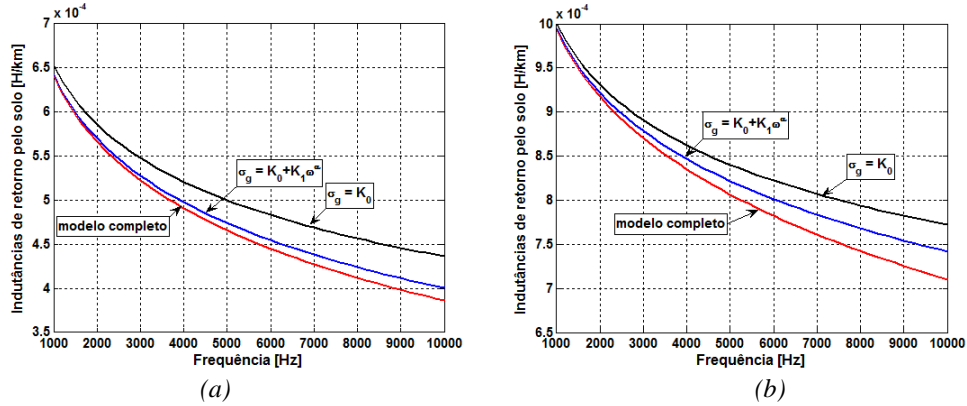 x 10⁻⁴
Indutâncias de retorno pelo solo [H/km]
7
6.5
6
5.5
5
4.5
4
3.5
σg = K0+K1ωα
σg = K0
modelo completo
1000 2000 3000 4000 5000 6000 7000 8000 9000 10000
Frequência [Hz]
(a)
x 10⁻⁴
Indutâncias de retorno pelo solo [H/km]
10
9.5
9
8.5
8
7.5
7
6.5
σg = K0+K1ωα
σg = K0
modelo completo
1000 2000 3000 4000 5000 6000 7000 8000 9000 10000
Frequência [Hz]
(b)